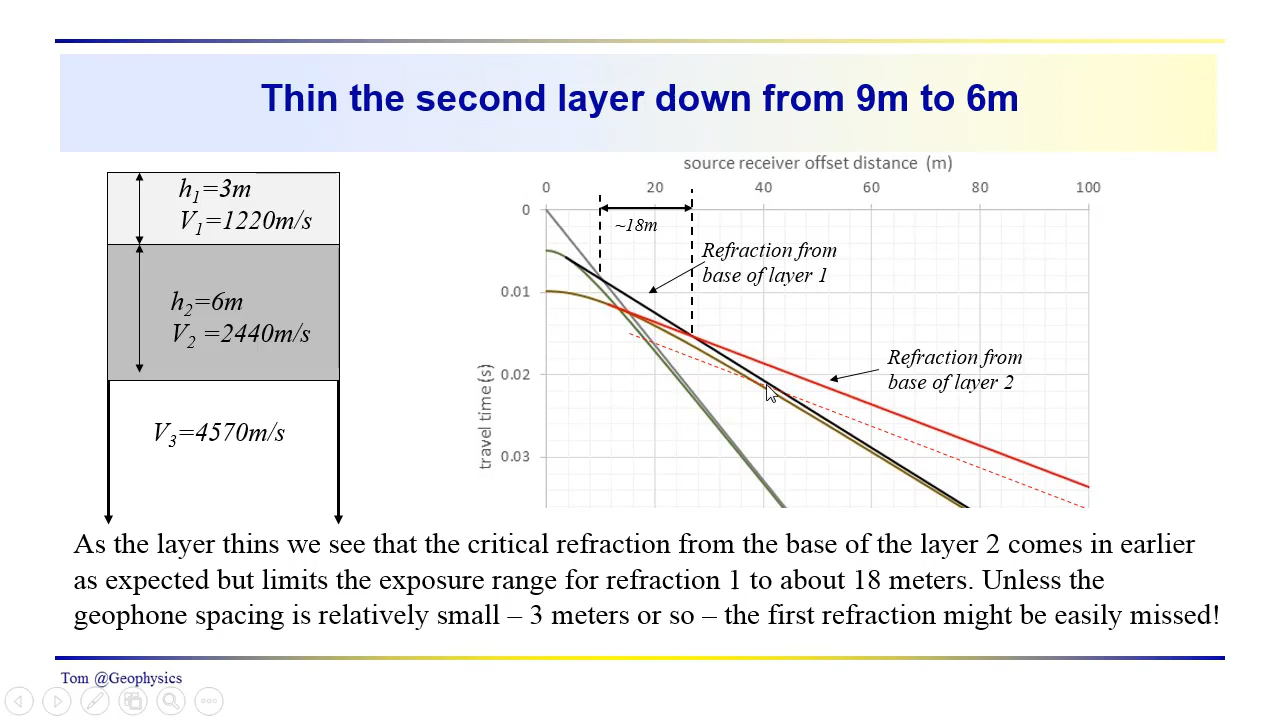 Thin the second layer down from 9m to 6m
h1=3m
V1=1220m/s
h2=6m
V2 =2440m/s
V3=4570m/s
source receiver offset distance (m)
0 20 40 60 80 100
0
0.01
0.02
0.03
travel time (s)
~18m
Refraction from
base of layer 1
Refraction from
base of layer 2
As the layer thins we see that the critical refraction from the base of the layer 2 comes in earlier
as expected but limits the exposure range for refraction 1 to about 18 meters. Unless the
geophone spacing is relatively small – 3 meters or so – the first refraction might be easily missed!
Tom @Geophysics